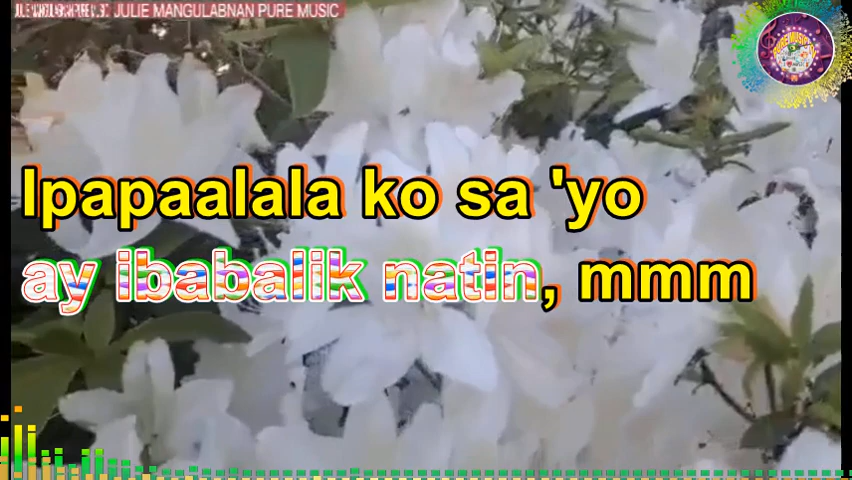 JULIE MANGULABNAN PURE MUSIC
Ipapaalala ko sa 'yo
ay ibabalik natin, mmm